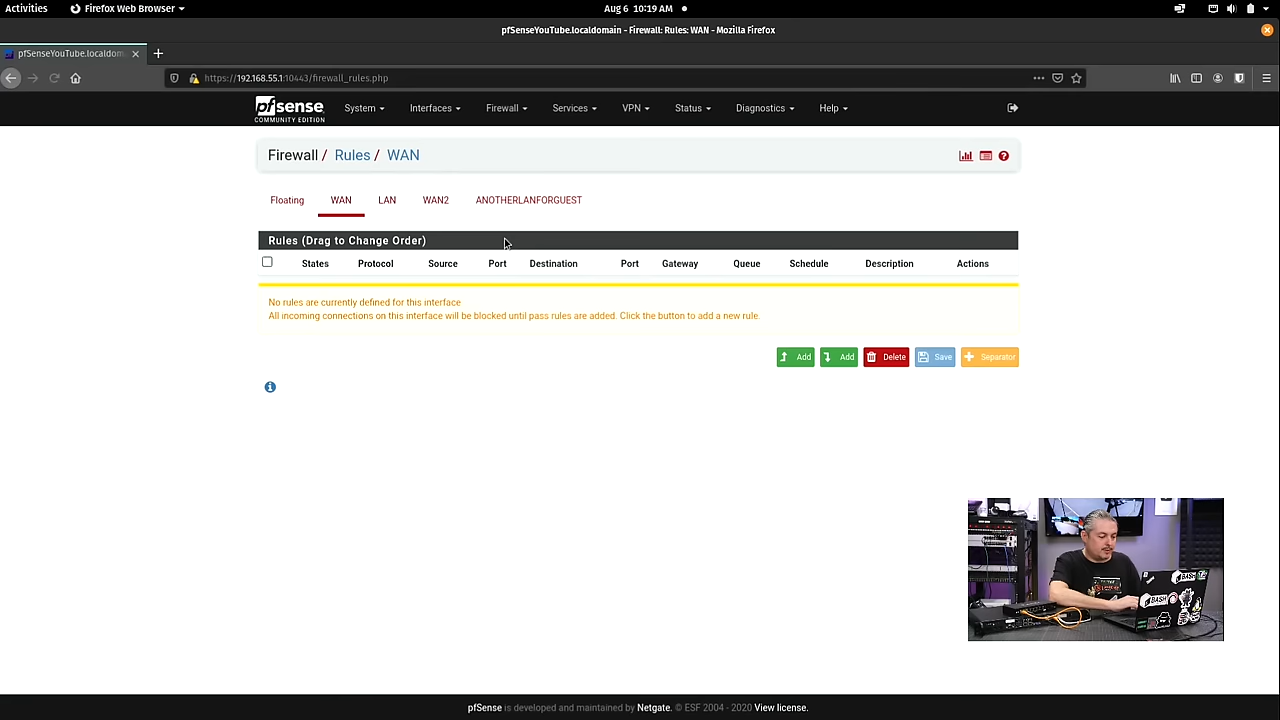 Activities Firefox Web Browser Aug 6 10:19 AM
pfSenseYouTube.localdomain - Firewall: Rules: WAN - Mozilla Firefox
pfSenseYouTube.localdom
https://192.168.55.1:10443/firewall_rules.php
pfsense COMMUNITY EDITION System Interfaces Firewall Services VPN Status Diagnostics Help
Firewall / Rules / WAN
Floating WAN LAN WAN2 ANOTHERLANFORGUEST
Rules (Drag to Change Order)
States Protocol Source Port Destination Port Gateway Queue Schedule Description Actions
No rules are currently defined for this interface
All incoming connections on this interface will be blocked until pass rules are added. Click the button to add a new rule.
Add Add Delete Save Separator
BASH
BASH
pfSense is developed and maintained by Netgate. © ESF 2004 - 2020 View license.